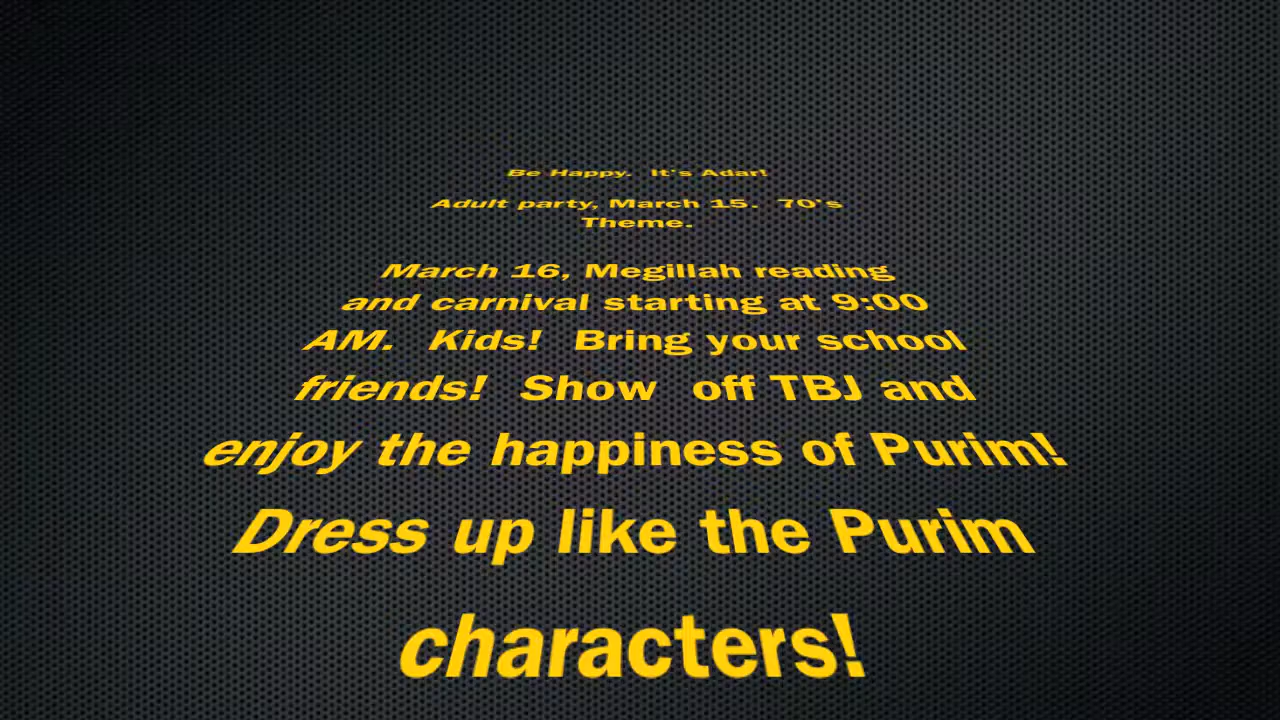 Be Happy.  It's Adar!
Adult party, March 15.  70's
Theme.
March 16, Megillah reading
and carnival starting at 9:00
AM.  Kids!  Bring your school
friends!  Show  off TBJ and
enjoy the happiness of Purim!
Dress up like the Purim
characters!